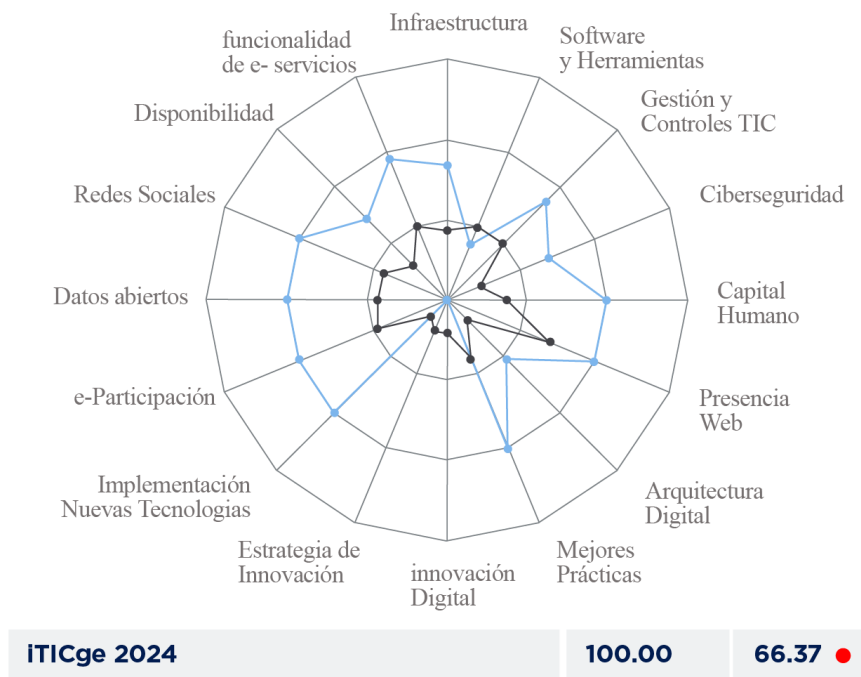 Infraestructura
Software
y Herramientas
Gestión y
Controles TIC
Ciberseguridad
Capital
Humano
Presencia
Web
Arquitectura
Digital
Mejores
Prácticas
innovación
Digital
Estrategia de
Innovación
Implementación
Nuevas Tecnologias
e-Participación
Datos abiertos
Redes Sociales
Disponibilidad
funcionalidad
de e- servicios
iTICge 2024 100.00 66.37